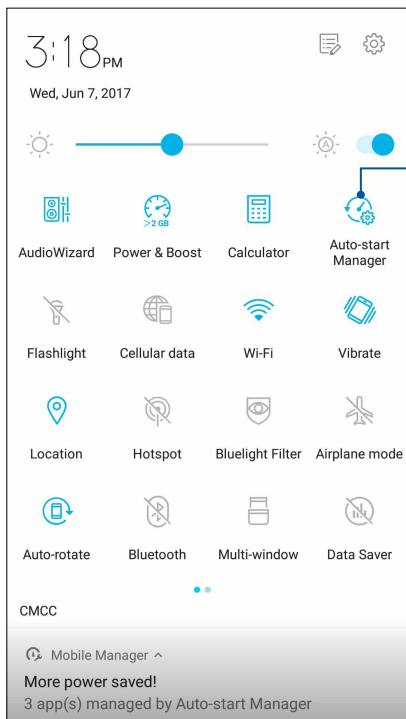 3:18 PM
Wed, Jun 7, 2017
A
>2 GB
AudioWizard Power & Boost Calculator Auto-start Manager
Flashlight Cellular data Wi-Fi Vibrate
Location Hotspot Bluelight Filter Airplane mode
Auto-rotate Bluetooth Multi-window Data Saver
CMCC
Mobile Manager
More power saved!
3 app(s) managed by Auto-start Manager